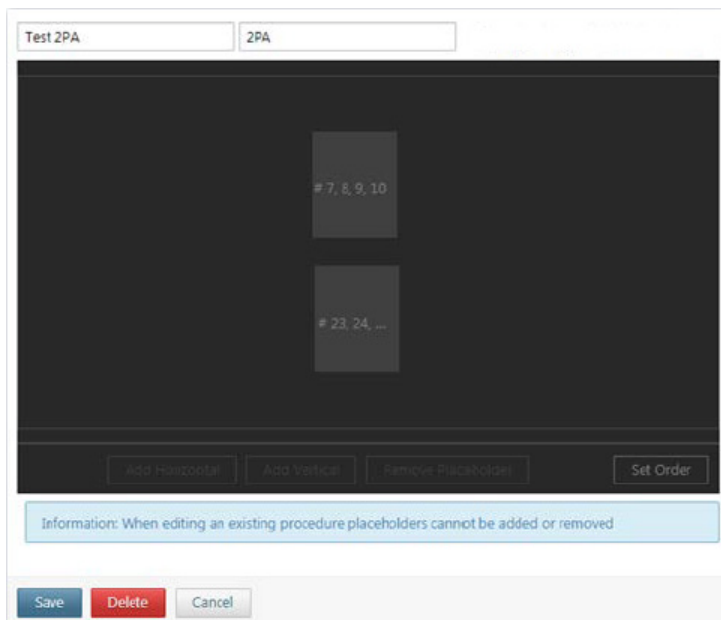 Test 2PA 2PA
# 7, 8, 9, 10
# 23, 24, ...
Add Horizontal Add Vertical Remove Placeholder Set Order
Information: When editing an existing procedure placeholders cannot be added or removed
Save Delete Cancel